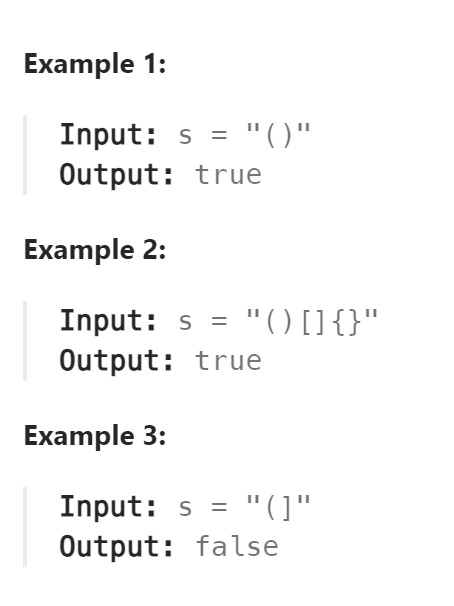 Example 1:
Input: s = "()"
Output: true
Example 2:
Input: s = "()[]{}"
Output: true
Example 3:
Input: s = "(]"
Output: false